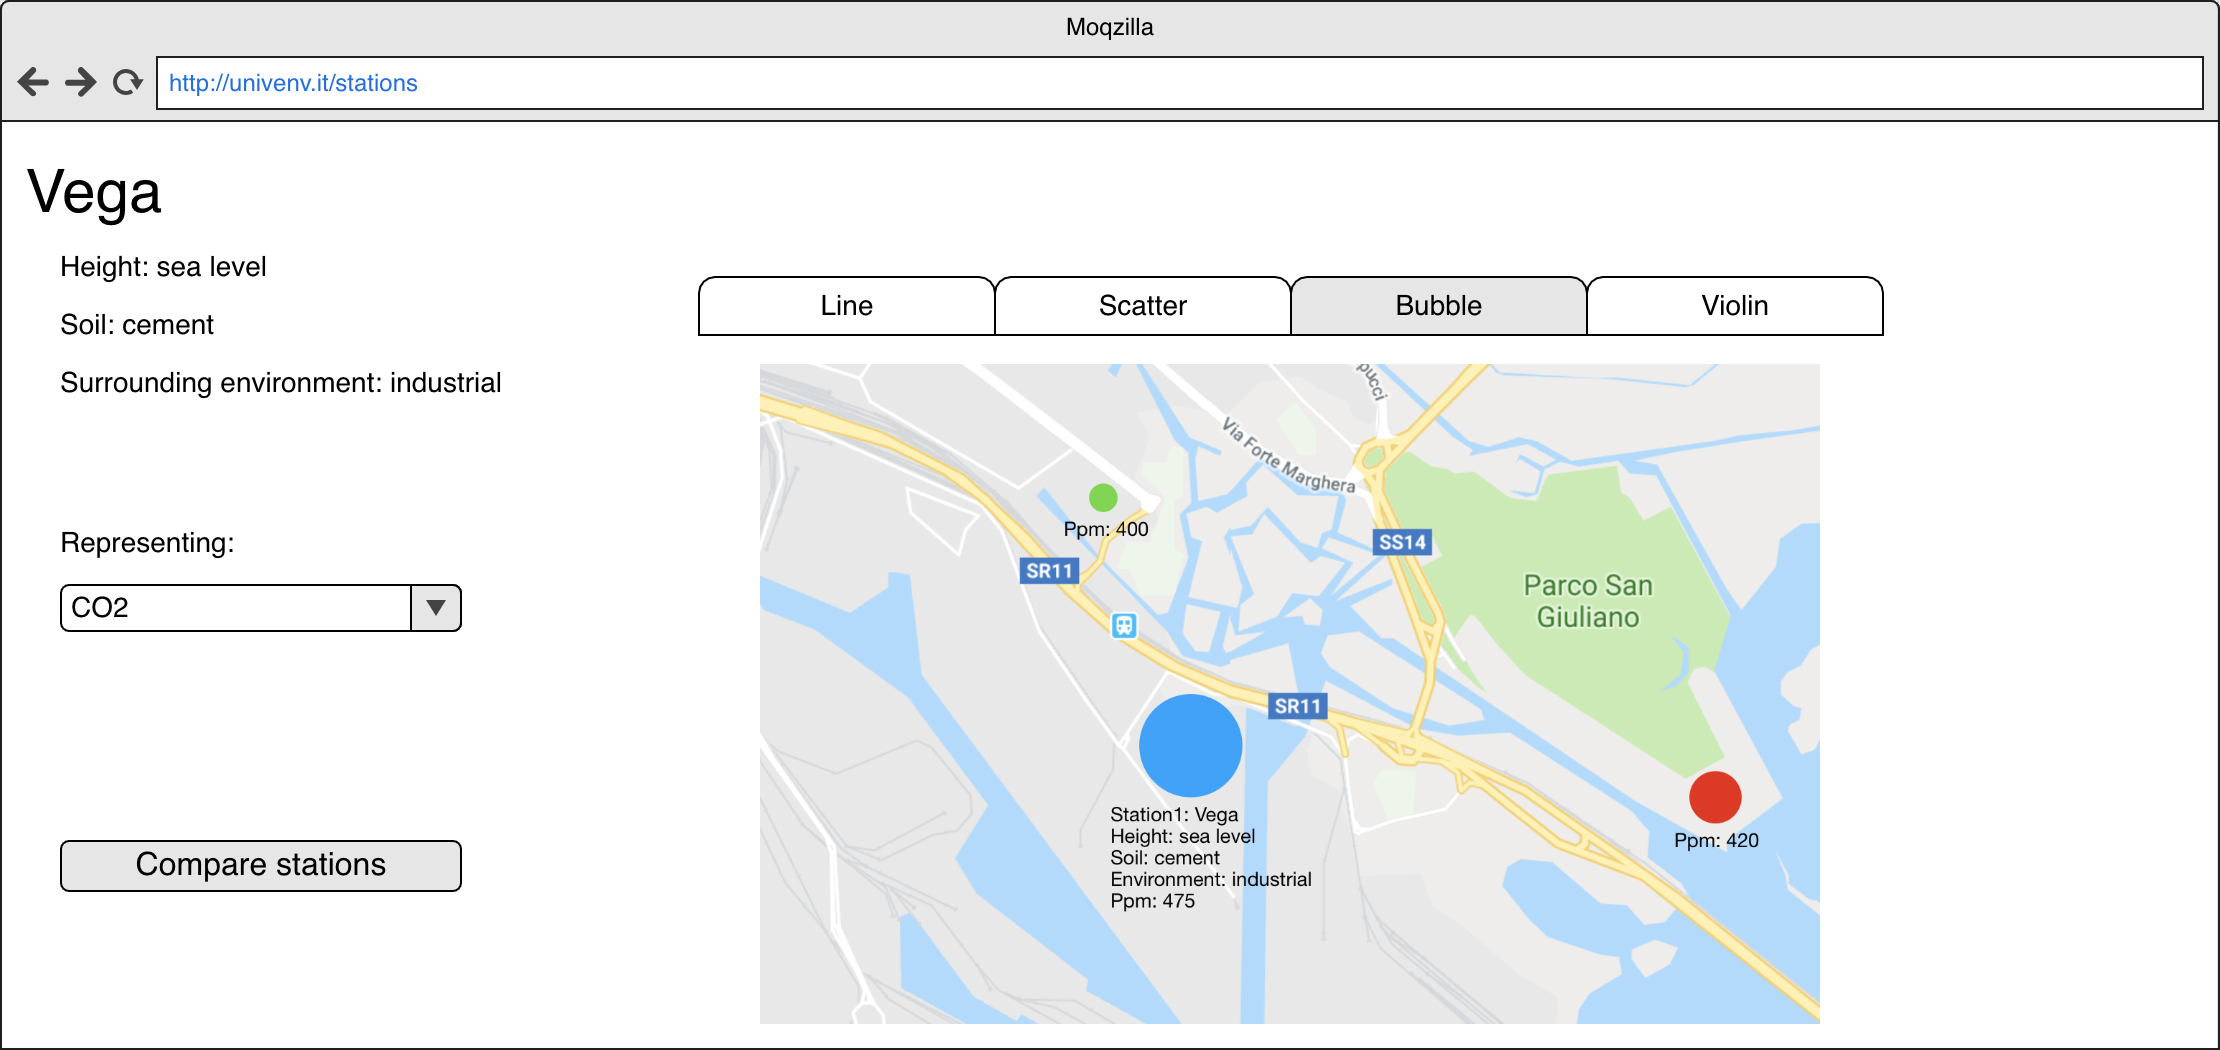 Moqzilla
http://univenv.it/stations
Vega
Height: sea level
Soil: cement
Surrounding environment: industrial
Representing:
CO2
Compare stations
Line
Scatter
Bubble
Violin
pucci
Via Forte Marghera
Ppm: 400
SR11
SS14
Parco San
Giuliano
SR11
Station1: Vega
Height: sea level
Soil: cement
Environment: industrial
Ppm: 475
Ppm: 420